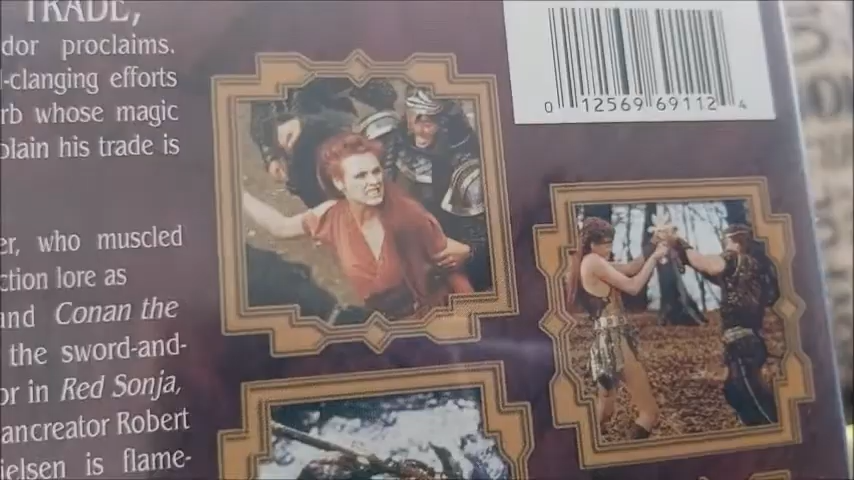 TRADE,
dor proclaims.
-clanging efforts
rb whose magic
plain his trade is
er, who muscled
ction lore as
and Conan the
the sword-and-
or in Red Sonja,
ancreator Robert
ielsen is flame-
0 12569 69112 4